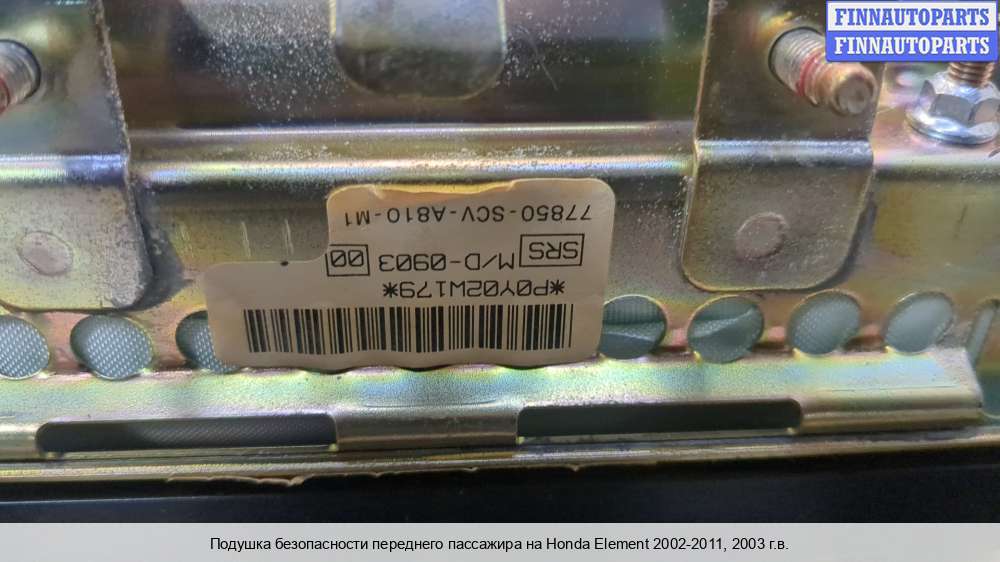 FINNAUTOPARTS
FINNAUTOPARTS
77850-SCV-A810-M1
SRS M/D-0903 00
*P0Y02W179*
Подушка безопасности переднего пассажира на Honda Element 2002-2011, 2003 г.в.